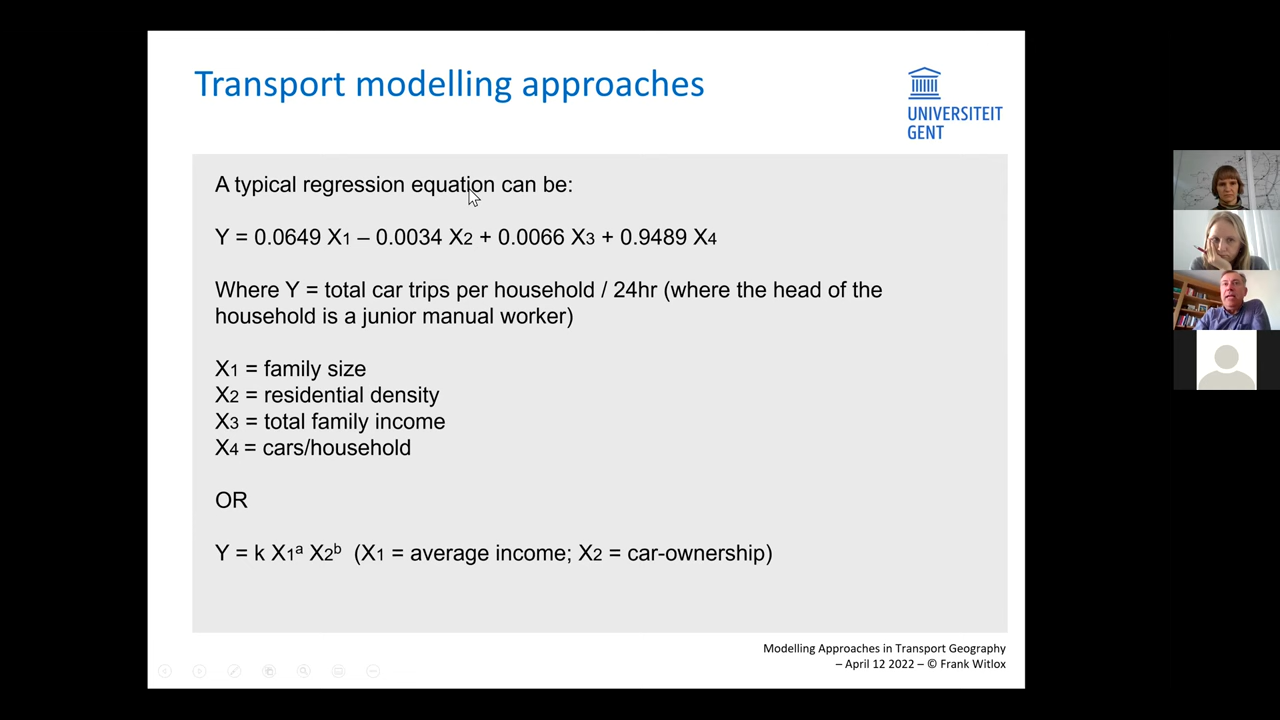 Transport modelling approaches
UNIVERSITEIT
GENT
A typical regression equation can be:
Y = 0.0649 X1 – 0.0034 X2 + 0.0066 X3 + 0.9489 X4
Where Y = total car trips per household / 24hr (where the head of the
household is a junior manual worker)
X1 = family size
X2 = residential density
X3 = total family income
X4 = cars/household
OR
Y = k X1ᵃ X2ᵇ (X1 = average income; X2 = car-ownership)
Modelling Approaches in Transport Geography
– April 12 2022 – © Frank Witlox